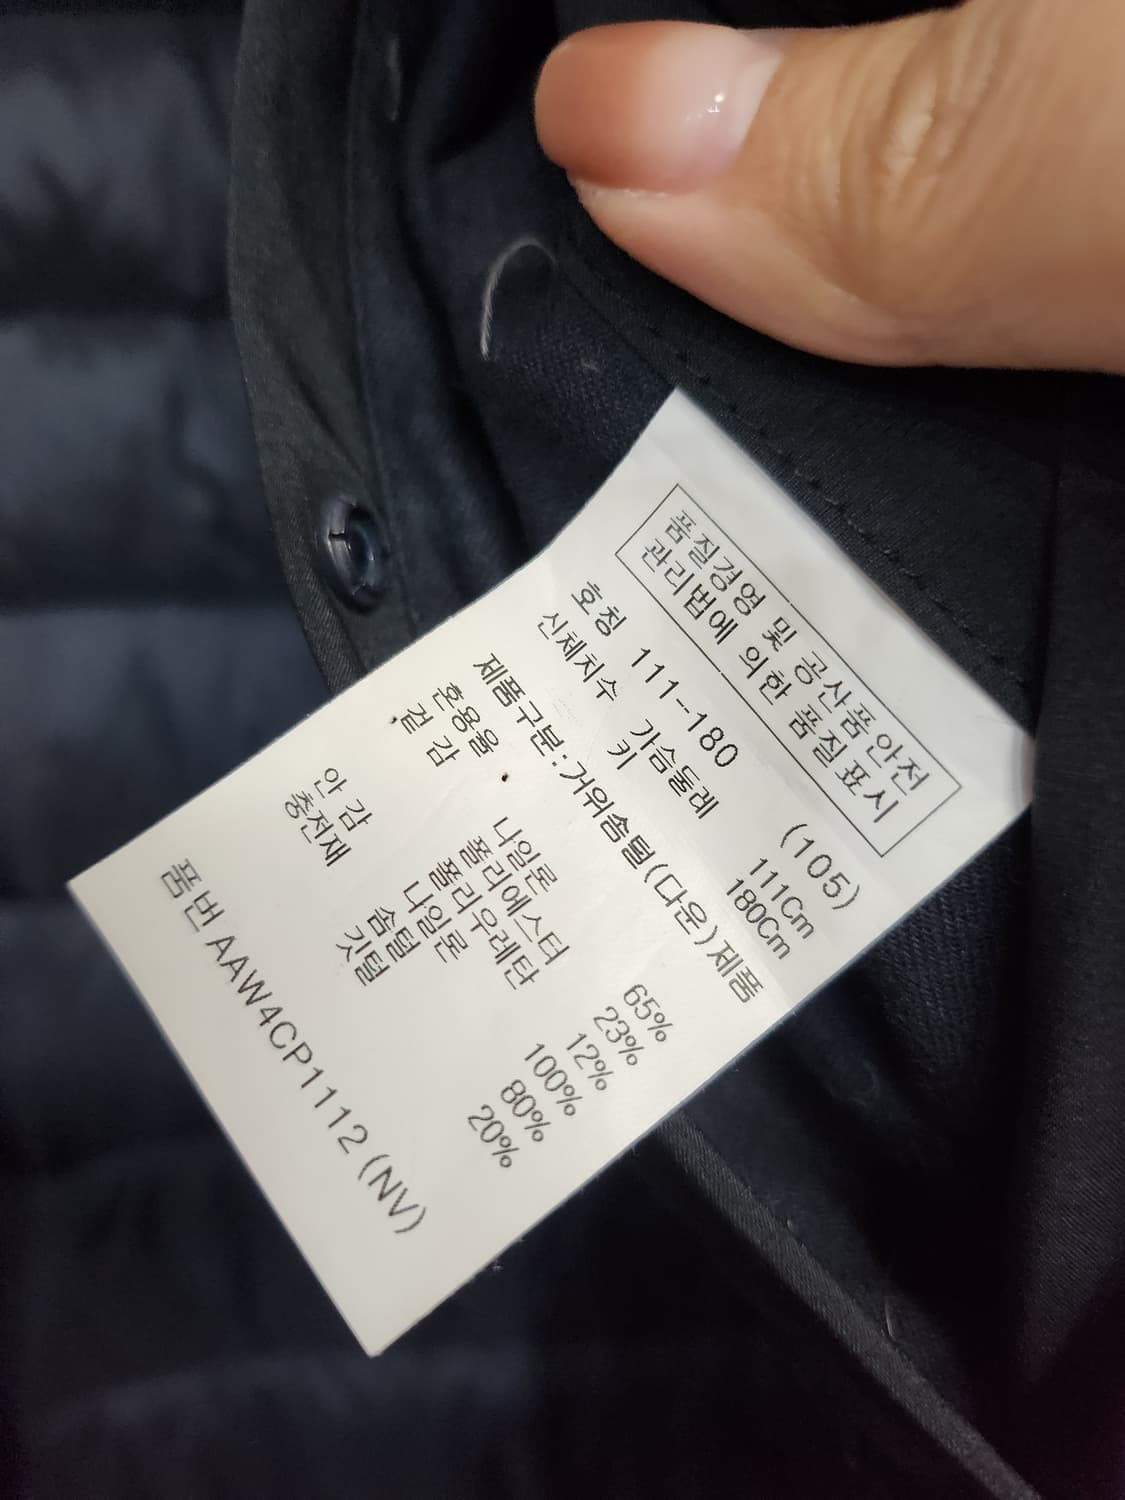 품질경영 및 공산품안전
관리법에 의한 품질표시
호칭 111-180 (105)
신체치수 가슴둘레 111Cm
키 180Cm
제품구분:거위솜털(다운)제품
혼용율
겉 감 나일론 65%
폴리에스터 23%
폴리우레탄 12%
안 감 나일론 100%
충전재 솜털 80%
깃털 20%
품번 AAW4CP1112 (NV)